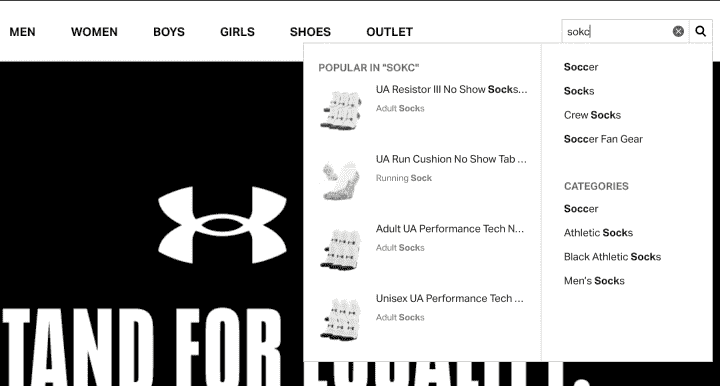 MEN WOMEN BOYS GIRLS SHOES OUTLET
sokc
POPULAR IN "SOKC"
UA Resistor III No Show Socks...
Adult Socks
UA Run Cushion No Show Tab ...
Running Sock
Adult UA Performance Tech N...
Adult Socks
Unisex UA Performance Tech ...
Adult Socks
Soccer
Socks
Crew Socks
Soccer Fan Gear
CATEGORIES
Soccer
Athletic Socks
Black Athletic Socks
Men's Socks
TAND FOR EQUALITY.